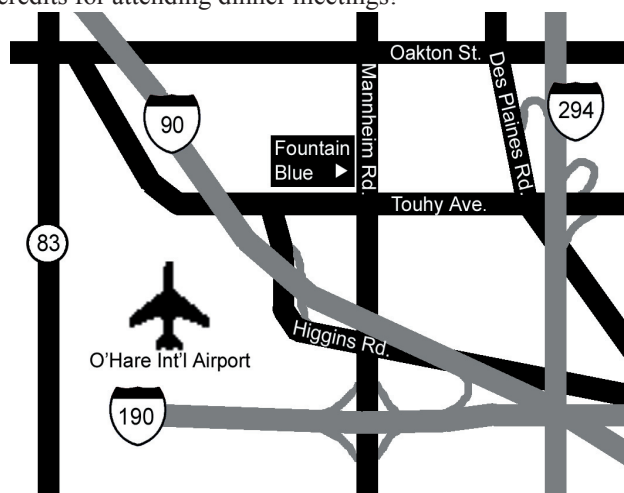 credits for attending dinner meetings?
Oakton St.
90
Mannheim Rd.
Des Plaines Rd.
294
Fountain
Blue
Touhy Ave.
83
Higgins Rd.
O'Hare Int'l Airport
190